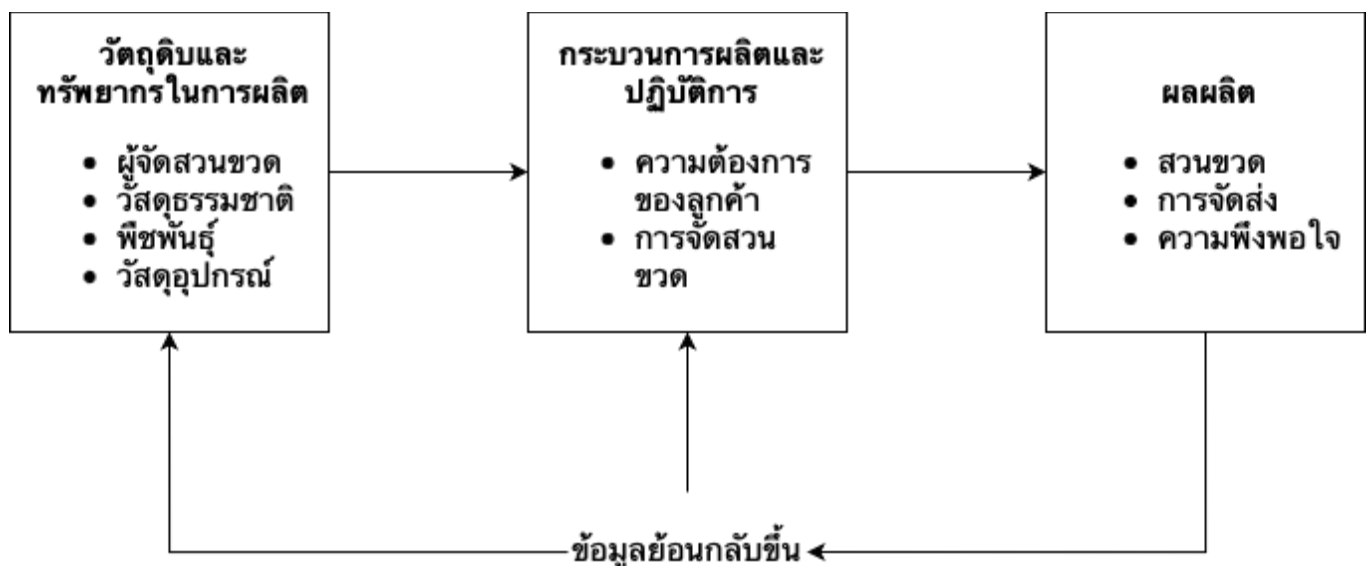 วัตถุดิบและ
ทรัพยากรในการผลิต
• ผู้จัดสวนขวด
• วัสดุธรรมชาติ
• พืชพันธุ์
• วัสดุอุปกรณ์
กระบวนการผลิตและ
ปฏิบัติการ
• ความต้องการ
ของลูกค้า
• การจัดสวน
ขวด
ผลผลิต
• สวนขวด
• การจัดส่ง
• ความพึงพอใจ
ข้อมูลย้อนกลับขึ้น